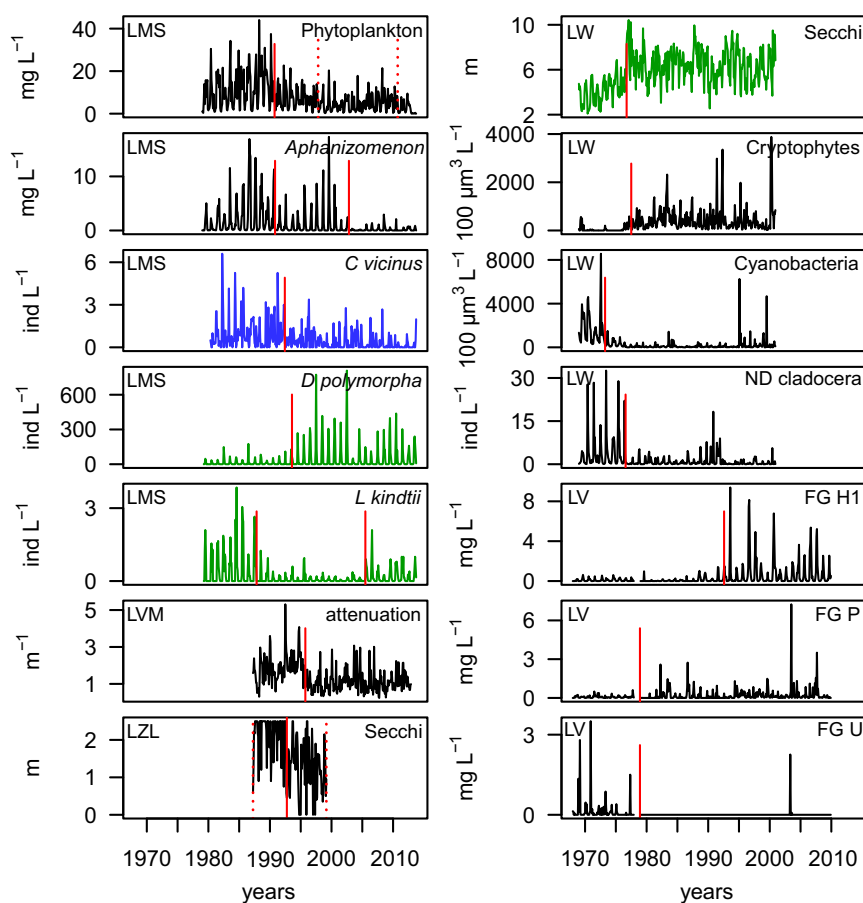 LMS Phytoplankton
mg L⁻¹
40
20
0
LMS Aphanizomenon
mg L⁻¹
10
0
LMS C vicinus
ind L⁻¹
6
3
0
LMS D polymorpha
ind L⁻¹
600
300
0
LMS L kindtii
ind L⁻¹
3
0
LVM attenuation
m⁻¹
5
3
1
LZL Secchi
m
2
1
0
1970 1980 1990 2000 2010
years
LW Secchi
m
10
6
2
LW Cryptophytes
100 µm³ L⁻¹
4000
2000
0
LW Cyanobacteria
100 µm³ L⁻¹
8000
4000
0
LW ND cladocera
ind L⁻¹
30
15
0
LV FG H1
mg L⁻¹
8
4
0
LV FG P
mg L⁻¹
6
3
0
LV FG U
mg L⁻¹
3
0
1970 1980 1990 2000 2010
years